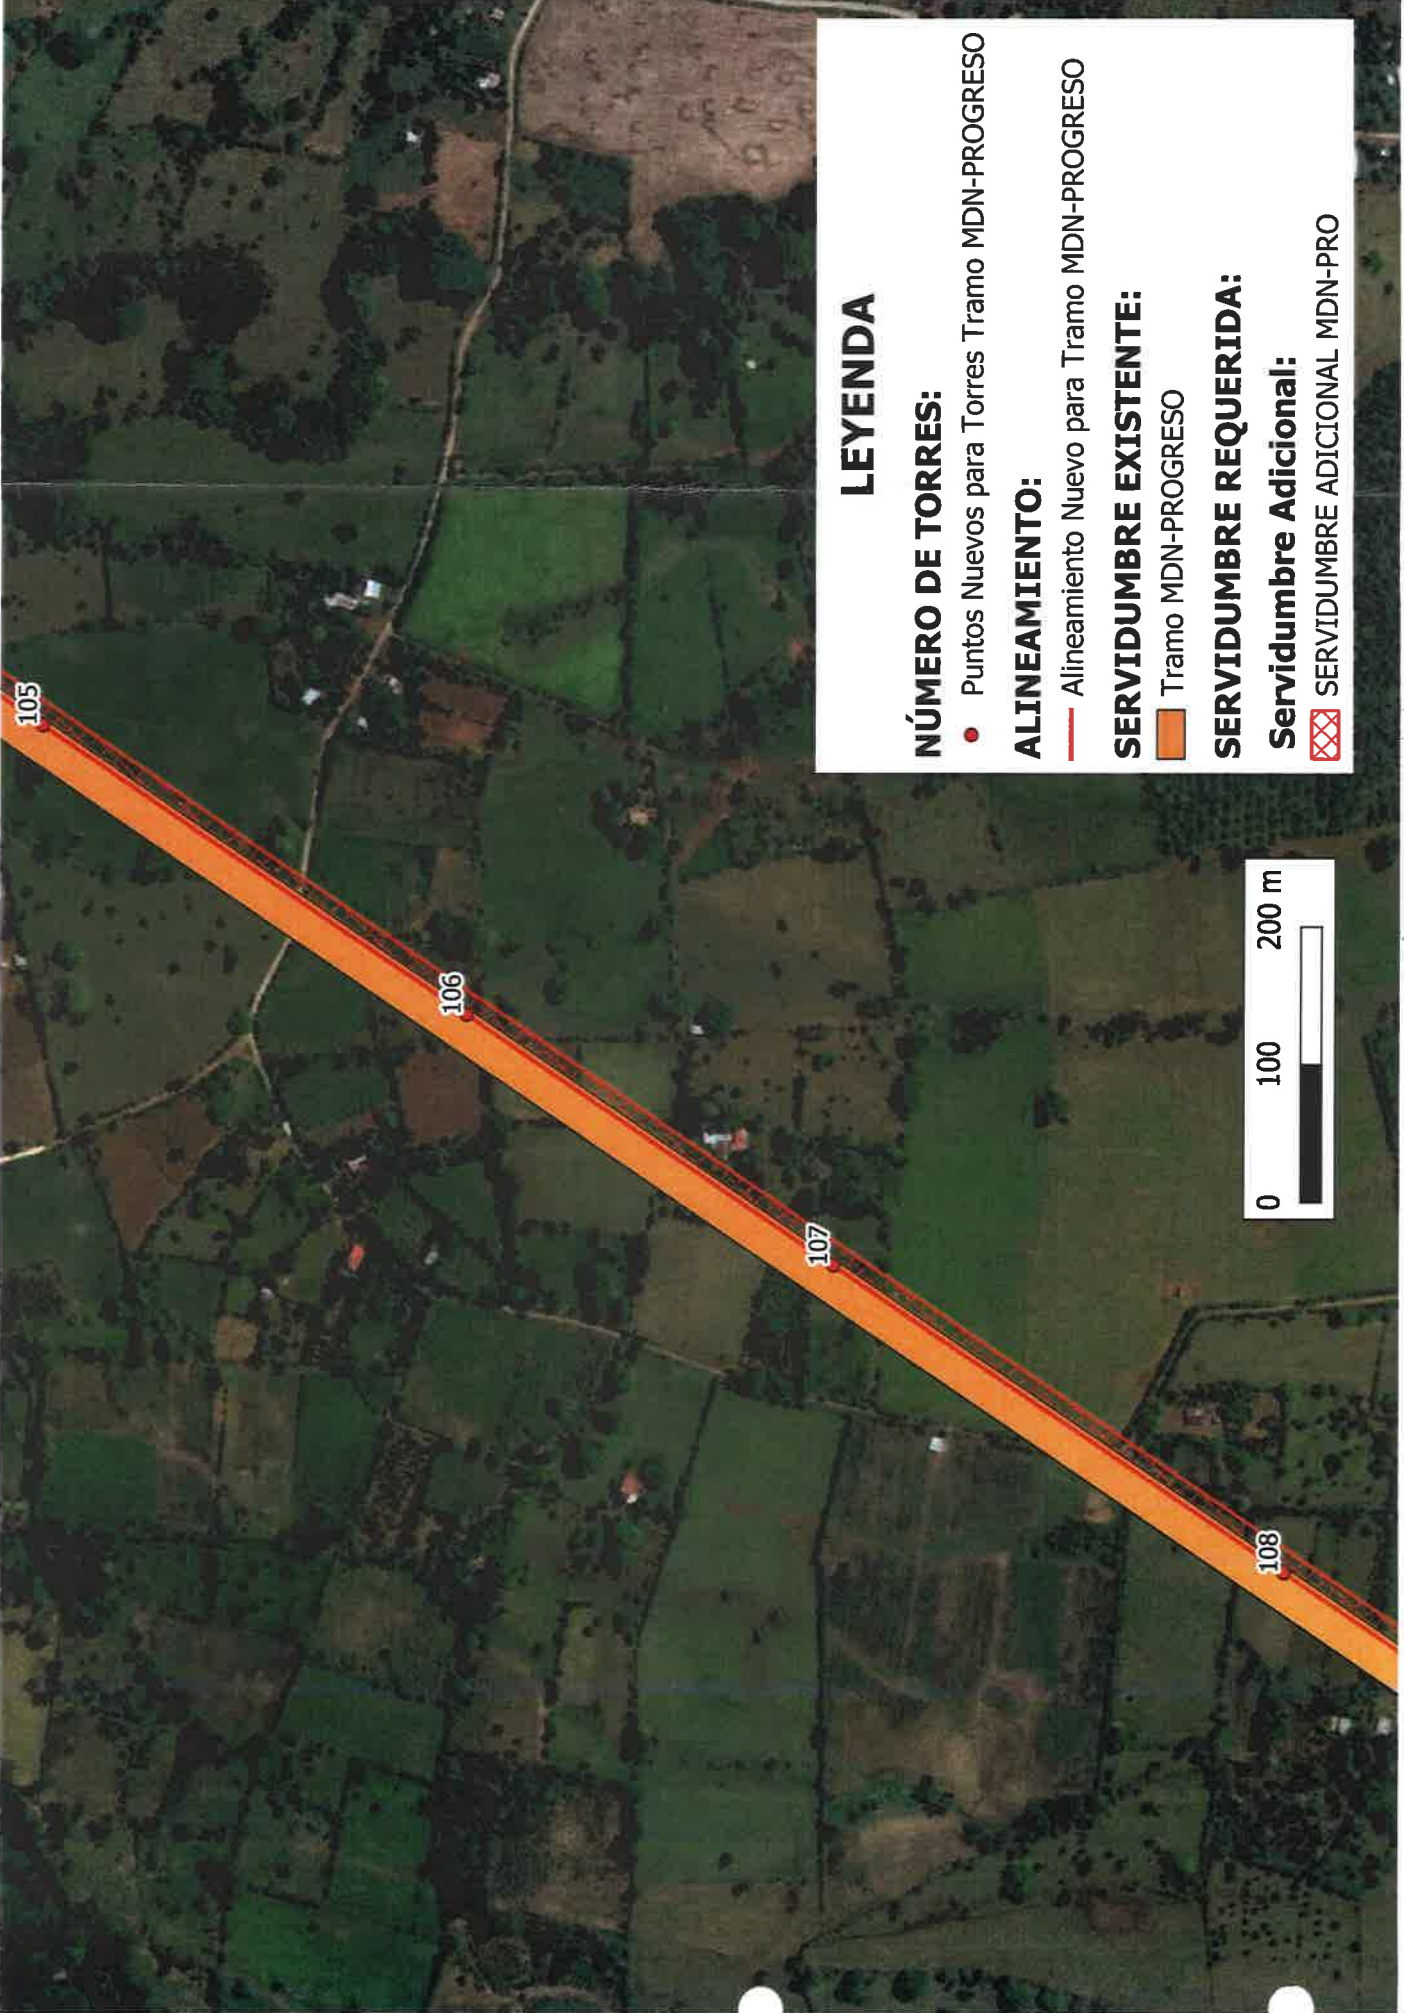 105
106
107
108
LEYENDA
NÚMERO DE TORRES:
Puntos Nuevos para Torres Tramo MDN-PROGRESO
ALINEAMIENTO:
Alineamiento Nuevo para Tramo MDN-PROGRESO
SERVIDUMBRE EXISTENTE:
Tramo MDN-PROGRESO
SERVIDUMBRE REQUERIDA:
Servidumbre Adicional:
SERVIDUMBRE ADICIONAL MDN-PRO
0 100 200 m